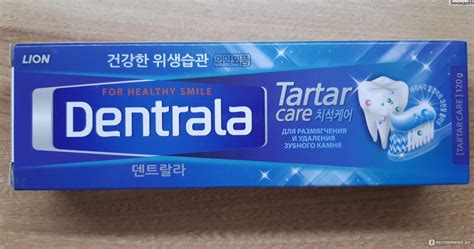 LION
건강한 위생습관 의약외품
FOR HEALTHY SMILE
Dentrala
덴트랄라
Tartar
care 치석케어
ДЛЯ РАЗМЯГЧЕНИЯ
И УДАЛЕНИЯ
ЗУБНОГО КАМНЯ
TARTAR CARE | 120 g